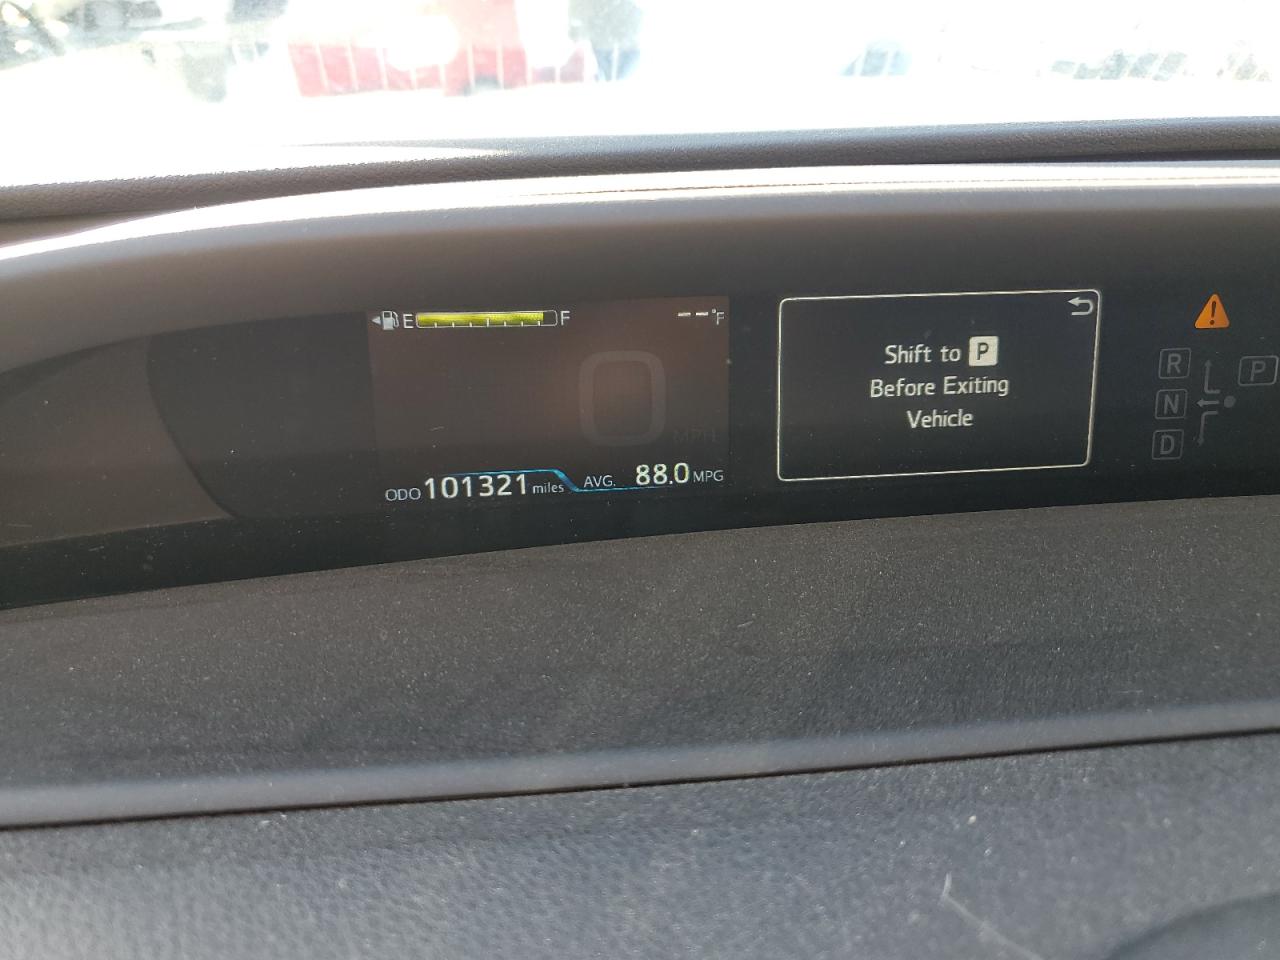 E F --°F
0
MPH
ODO 101321 miles AVG. 88.0 MPG
Shift to P
Before Exiting
Vehicle
R
P
N
D